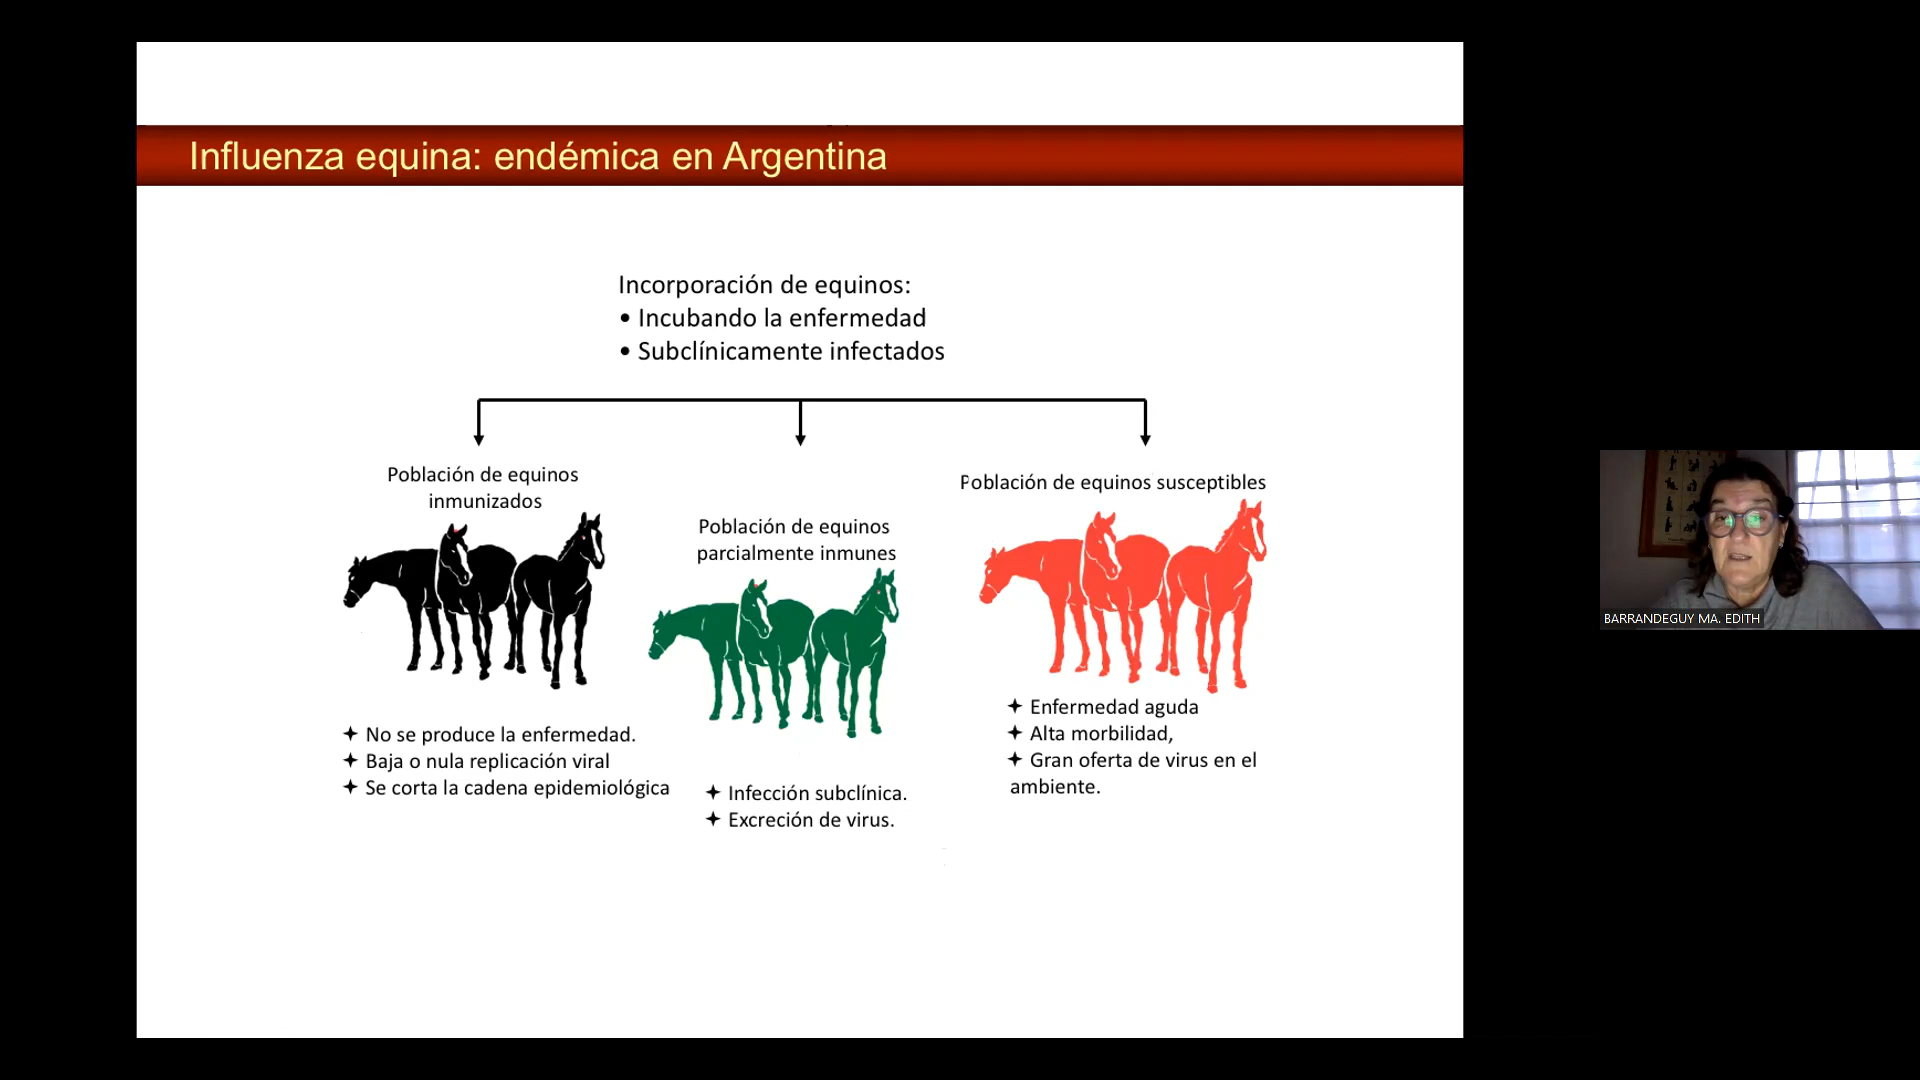 Influenza equina: endémica en Argentina
Incorporación de equinos:
• Incubando la enfermedad
• Subclínicamente infectados
Población de equinos
inmunizados
✦ No se produce la enfermedad.
✦ Baja o nula replicación viral
✦ Se corta la cadena epidemiológica
Población de equinos
parcialmente inmunes
✦ Infección subclínica.
✦ Excreción de virus.
Población de equinos susceptibles
✦ Enfermedad aguda
✦ Alta morbilidad,
✦ Gran oferta de virus en el
ambiente.
BARRANDEGUY MA. EDITH